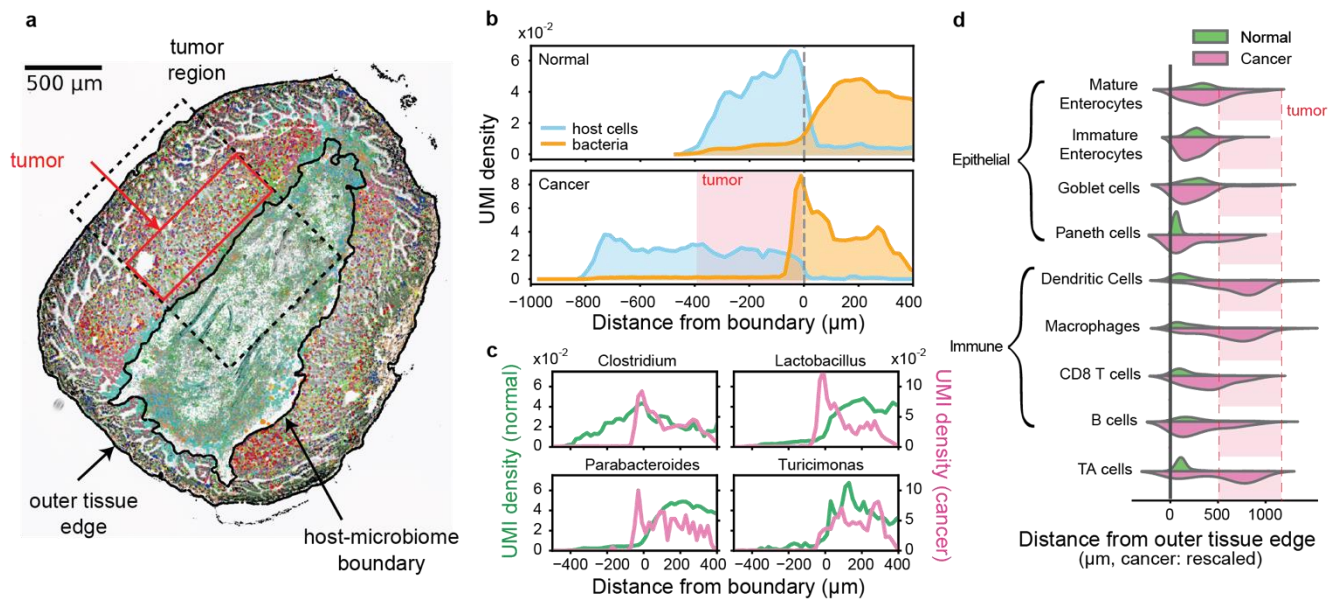 a
500 µm
tumor
region
tumor
outer tissue
edge
host-microbiome
boundary
b
x10⁻²
Normal
6
4
2
0
host cells
bacteria
UMI density
Cancer
tumor
8
6
4
2
0
−1000 −800 −600 −400 −200 0 200 400
Distance from boundary (µm)
c
x10⁻² Clostridium Lactobacillus x10⁻²
6
4
2
0
10
5
0
UMI density (normal)
UMI density (cancer)
Parabacteroides Turicimonas
6
4
2
0
10
5
0
−400 −200 0 200 400 −400 −200 0 200 400
Distance from boundary (µm)
d
Normal
Cancer
tumor
Epithelial
Mature
Enterocytes
Immature
Enterocytes
Goblet cells
Paneth cells
Immune
Dendritic Cells
Macrophages
CD8 T cells
B cells
TA cells
0 500 1000
Distance from outer tissue edge
(µm, cancer: rescaled)